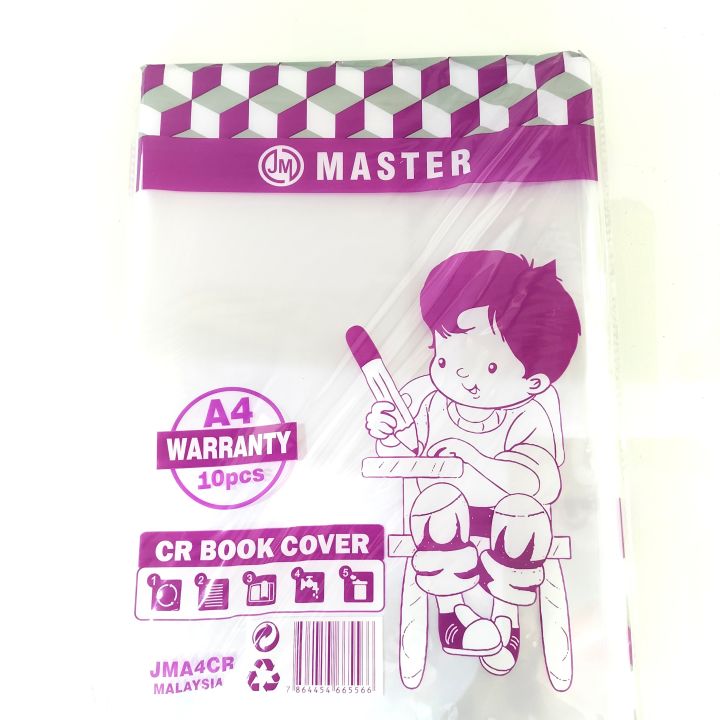 JM MASTER
A4
WARRANTY
10pcs
CR BOOK COVER
1 2 3 4 5
JMA4CR
MALAYSIA
7 864454 665566